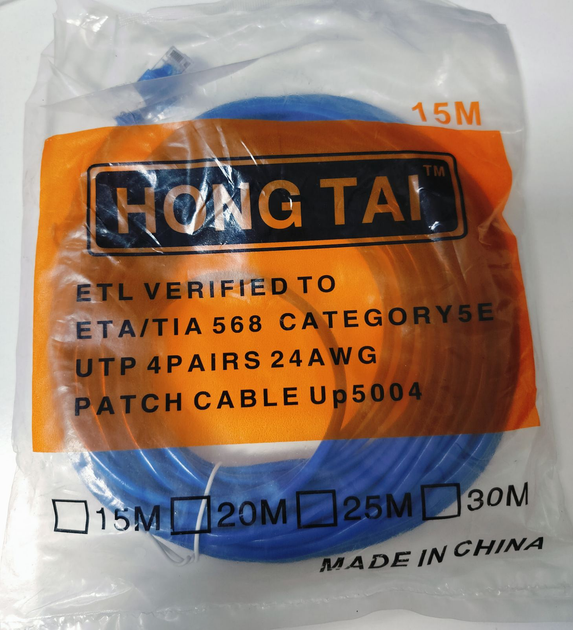 15M
HONG TAI™
ETL VERIFIED TO
ETA/TIA 568 CATEGORY5E
UTP 4PAIRS 24AWG
PATCH CABLE Up5004
15M 20M 25M 30M
MADE IN CHINA